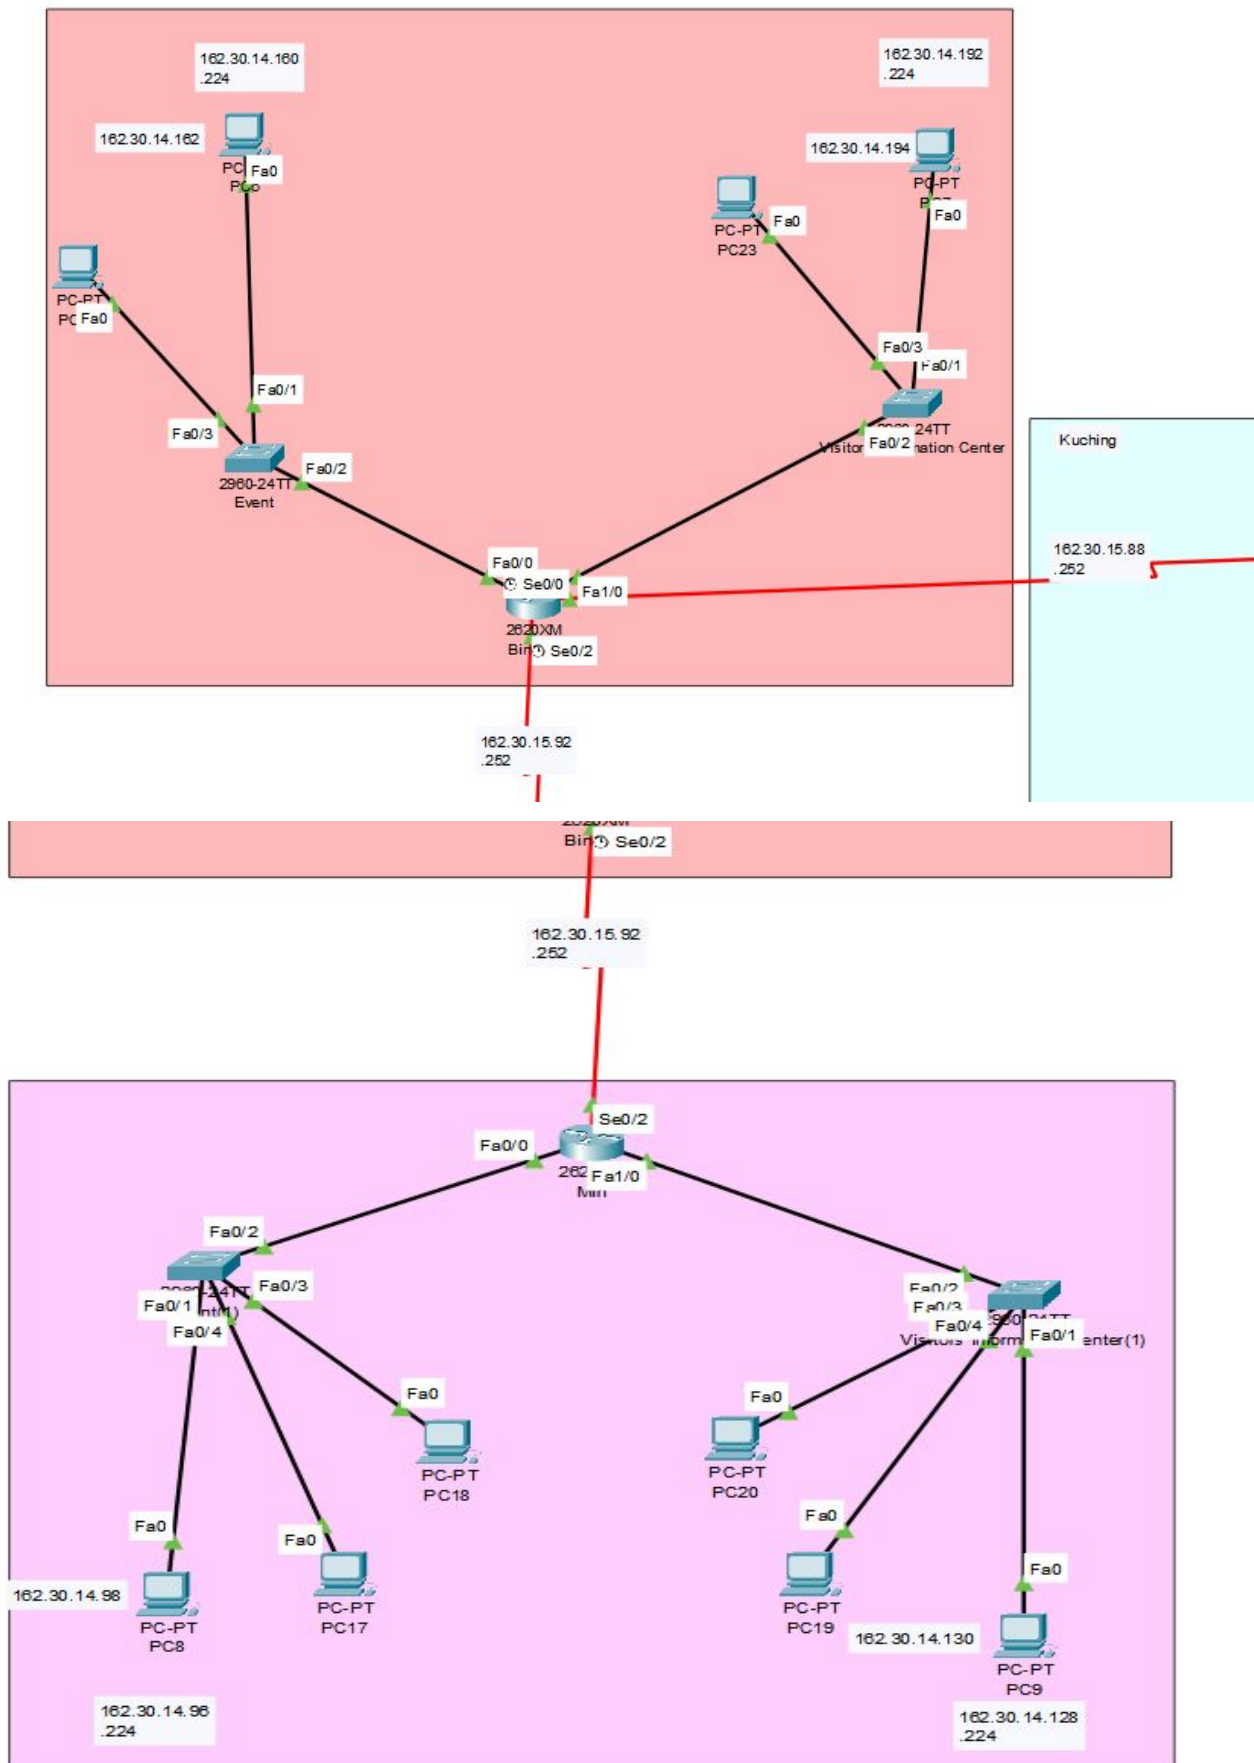 162.30.14.160
.224
162.30.14.192
.224
162.30.14.162
162.30.14.194
Fa0
PC-PT
PC23
Fa0
PC-PT
Fa0
PC-PT
Fa0
Fa0/3
Fa0/1
Fa0/1
Fa0/3
Fa0/2
2960-24TT
Event
Fa0/2
Kuching
162.30.15.88
.252
Fa0/0
Se0/0
Fa1/0
2620XM
Se0/2
162.30.15.92
.252
Se0/2
162.30.15.92
.252
Se0/2
Fa0/0
Fa1/0
Fa0/2
Fa0/3
Fa0/1
Fa0/4
Fa0/2
Fa0/3
Fa0/4
Fa0/1
Fa0
PC-PT
PC18
Fa0
PC-PT
PC20
Fa0
Fa0
Fa0
Fa0
162.30.14.98
PC-PT
PC8
PC-PT
PC17
PC-PT
PC19
162.30.14.130
PC-PT
PC9
162.30.14.96
.224
162.30.14.128
.224